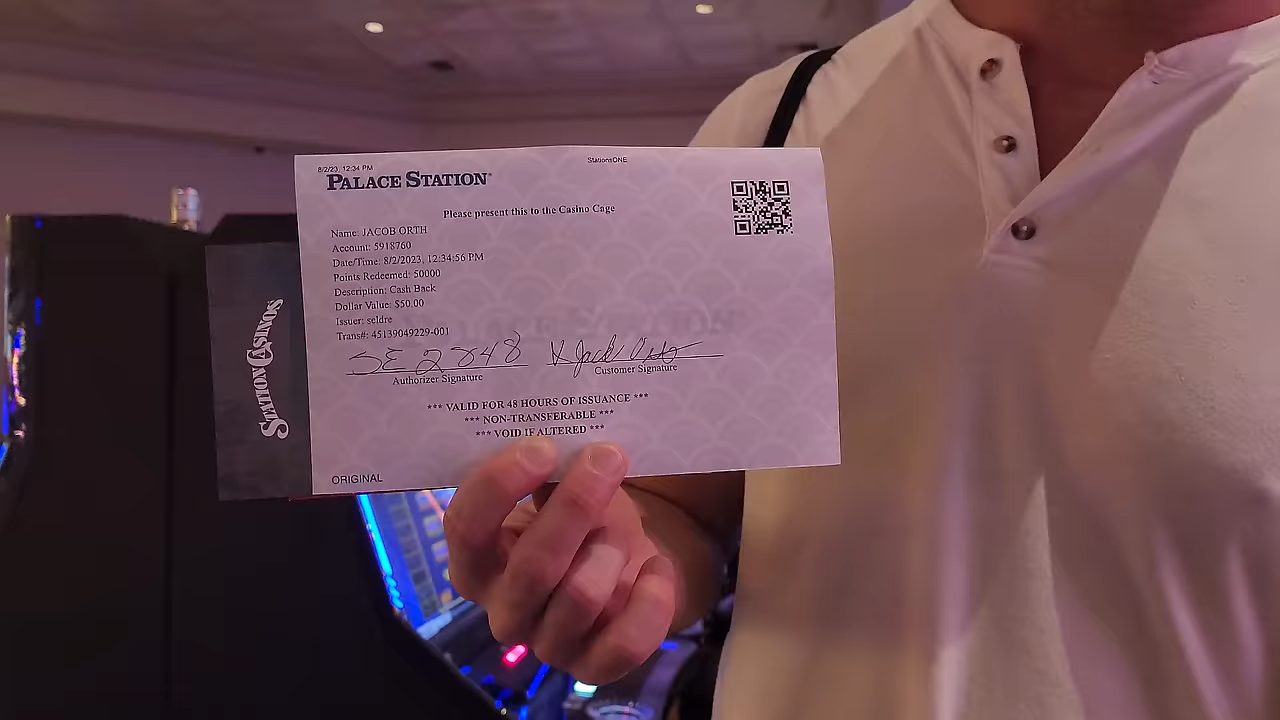 8/2/23, 12:34 PM
StationsONE
PALACE STATION®
Please present this to the Casino Cage
Name: JACOB ORTH
Account: 5918760
Date/Time: 8/2/2023, 12:34:56 PM
Points Redeemed: 50000
Description: Cash Back
Dollar Value: $50.00
Issuer: seldre
Trans#: 45139049229-001
SE 2848 X Jacob Orth
Authorizer Signature Customer Signature
*** VALID FOR 48 HOURS OF ISSUANCE ***
*** NON-TRANSFERABLE ***
*** VOID IF ALTERED ***
ORIGINAL
STATION CASINOS